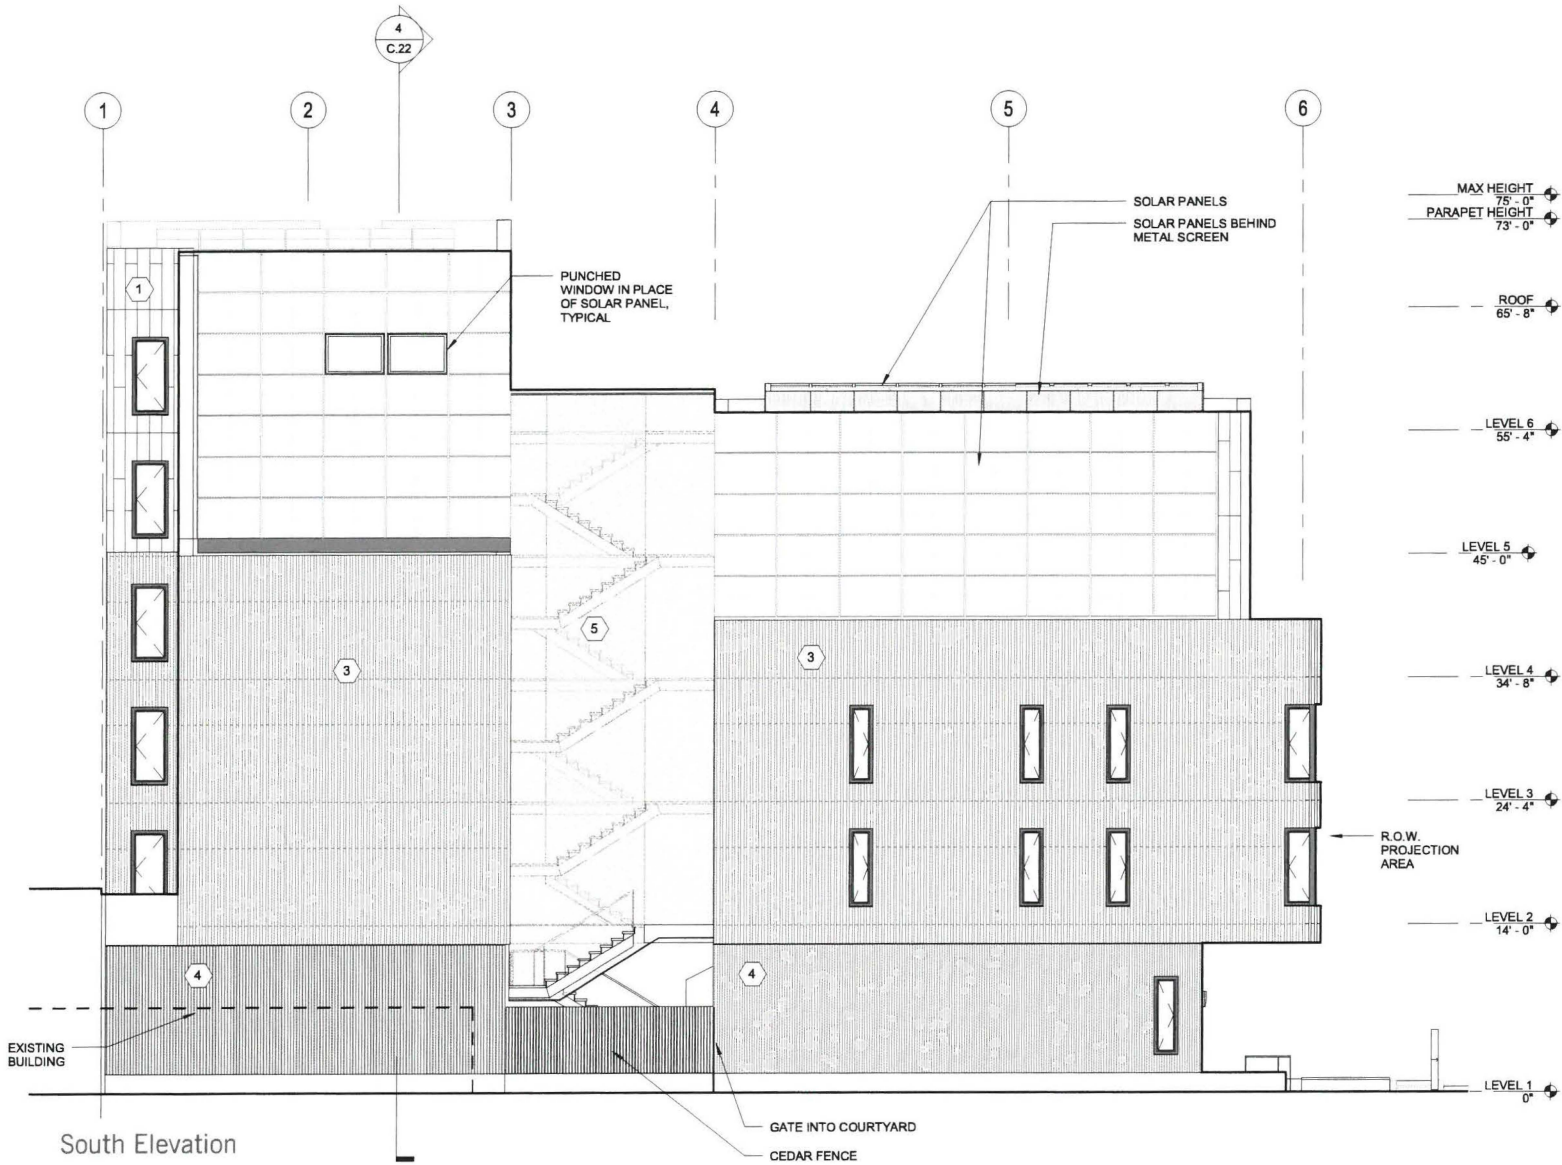 4
C.22
1
2
3
4
5
6
MAX HEIGHT
75' - 0"
PARAPET HEIGHT
73' - 0"
SOLAR PANELS
SOLAR PANELS BEHIND
METAL SCREEN
PUNCHED
WINDOW IN PLACE
OF SOLAR PANEL,
TYPICAL
1
ROOF
65' - 8"
LEVEL 6
55' - 4"
LEVEL 5
45' - 0"
5
3
3
LEVEL 4
34' - 8"
LEVEL 3
24' - 4"
R.O.W.
PROJECTION
AREA
LEVEL 2
14' - 0"
4
4
EXISTING
BUILDING
LEVEL 1
0"
GATE INTO COURTYARD
CEDAR FENCE
South Elevation